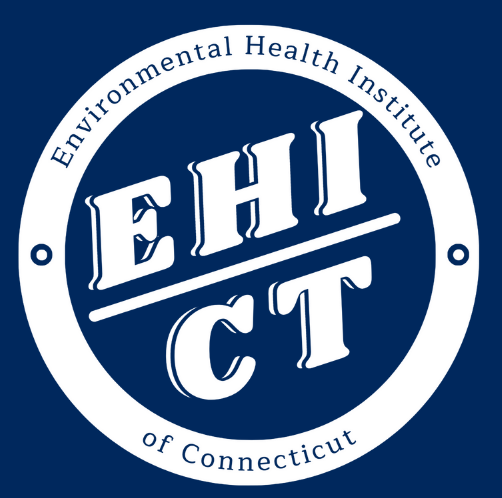 Environmental Health Institute
EHI
CT
of Connecticut